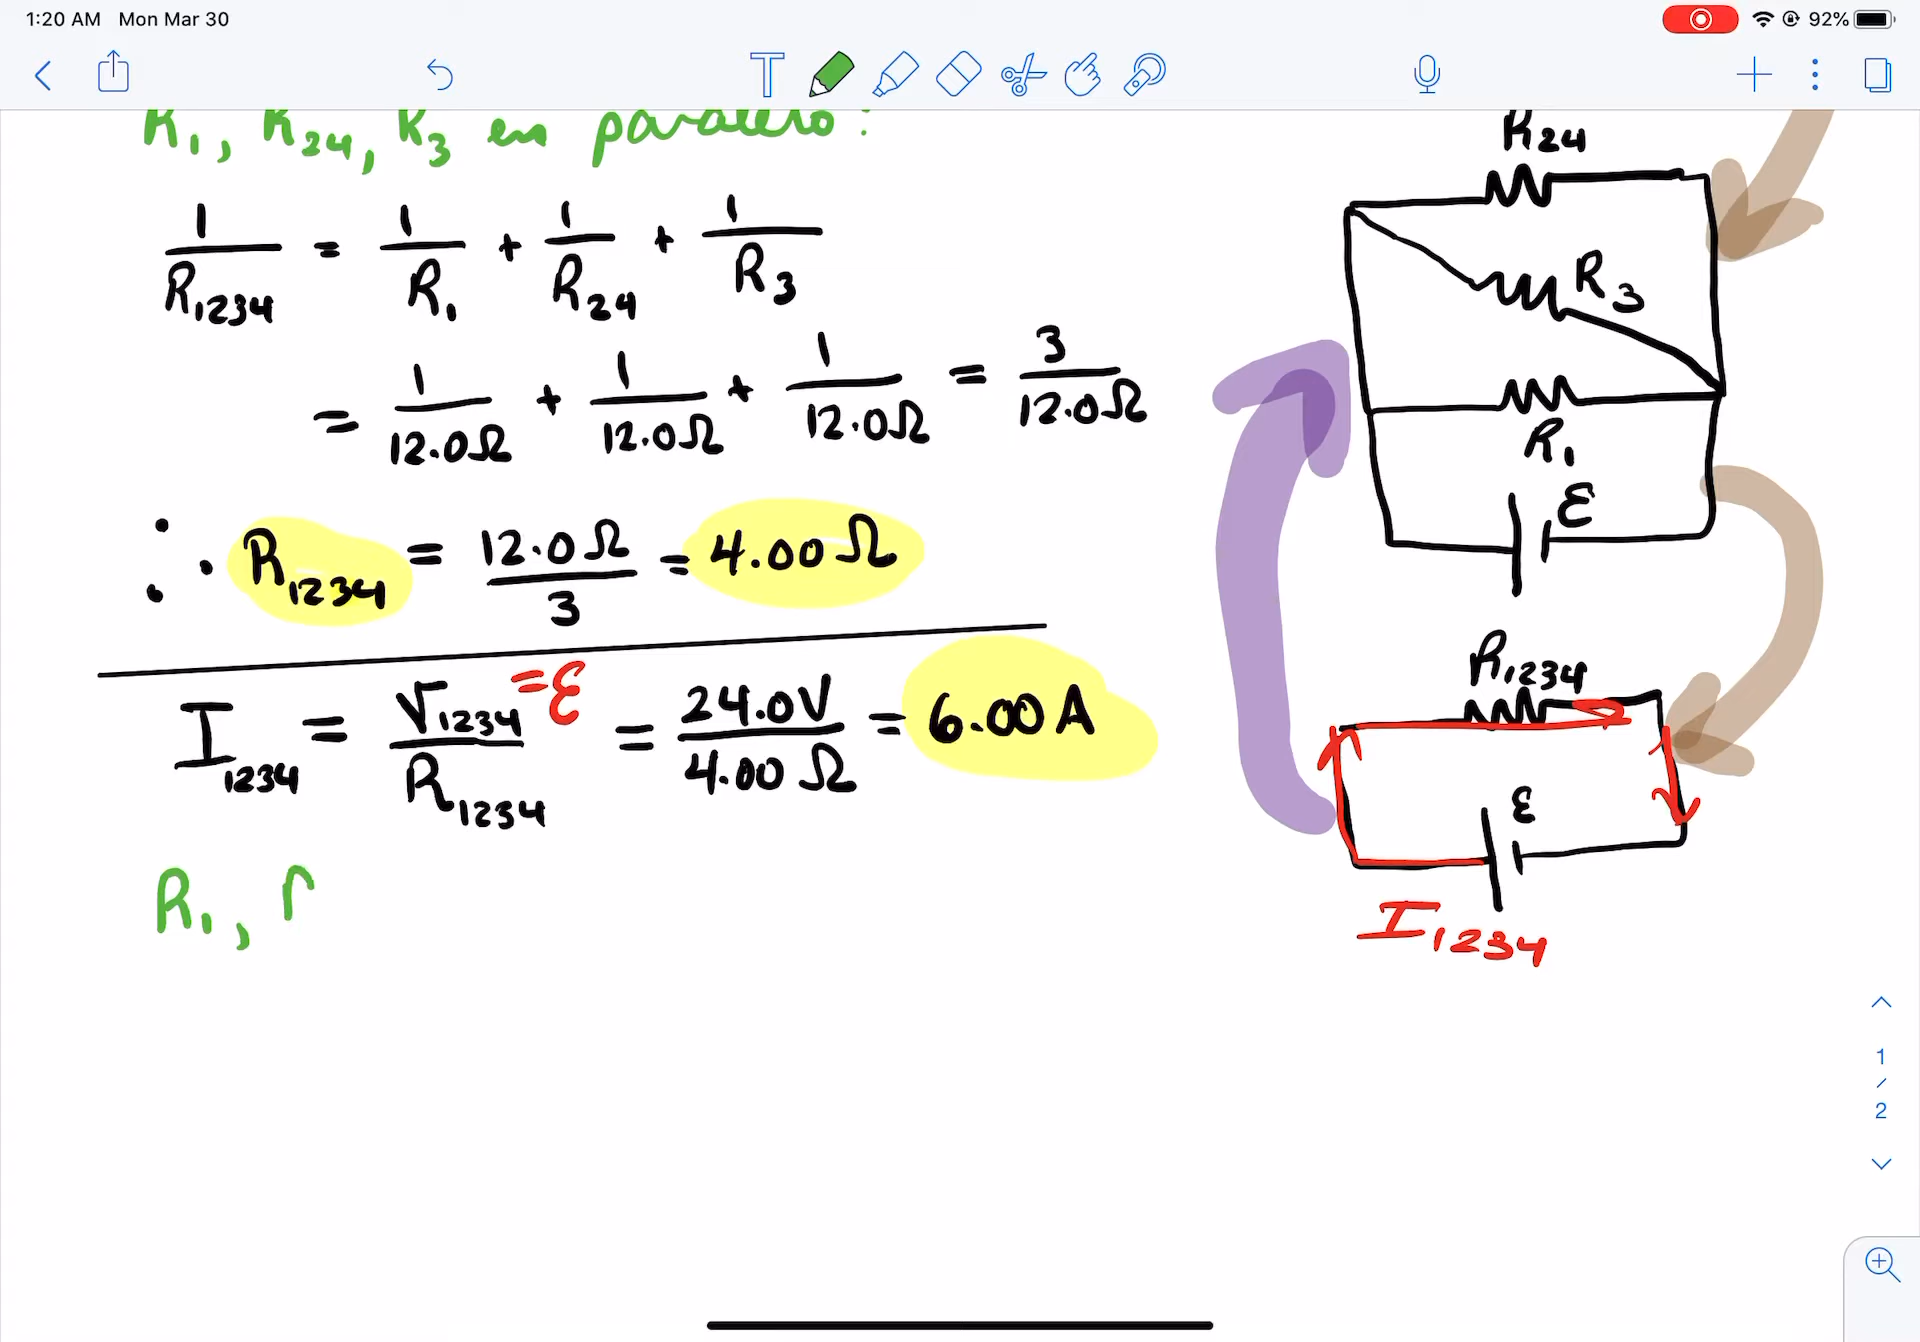 1:20 AM Mon Mar 30
92%
R₁, R₂₄, R₃ en paralelo:
1/R₁₂₃₄ = 1/R₁ + 1/R₂₄ + 1/R₃
= 1/12.0Ω + 1/12.0Ω + 1/12.0Ω = 3/12.0Ω
∴ R₁₂₃₄ = 12.0Ω/3 = 4.00Ω
I₁₂₃₄ = V₁₂₃₄/R₁₂₃₄ = 24.0V/4.00Ω = 6.00A
=ε
R₁,
R₂₄
R₃
R₁
ε
R₁₂₃₄
ε
I₁₂₃₄
1
/
2